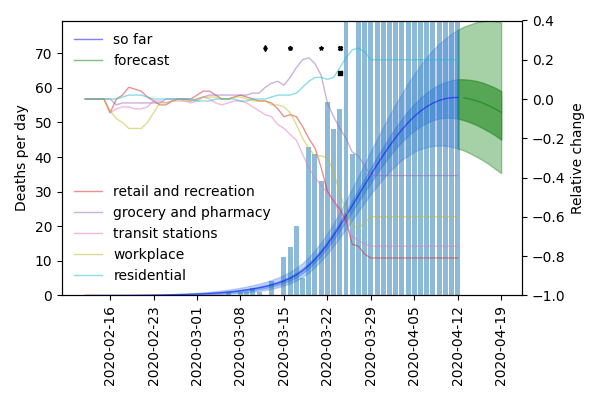 so far
forecast
retail and recreation
grocery and pharmacy
transit stations
workplace
residential
Deaths per day
0
10
20
30
40
50
60
70
Relative change
0.4
0.2
0.0
−0.2
−0.4
−0.6
−0.8
−1.0
2020-02-16
2020-02-23
2020-03-01
2020-03-08
2020-03-15
2020-03-22
2020-03-29
2020-04-05
2020-04-12
2020-04-19